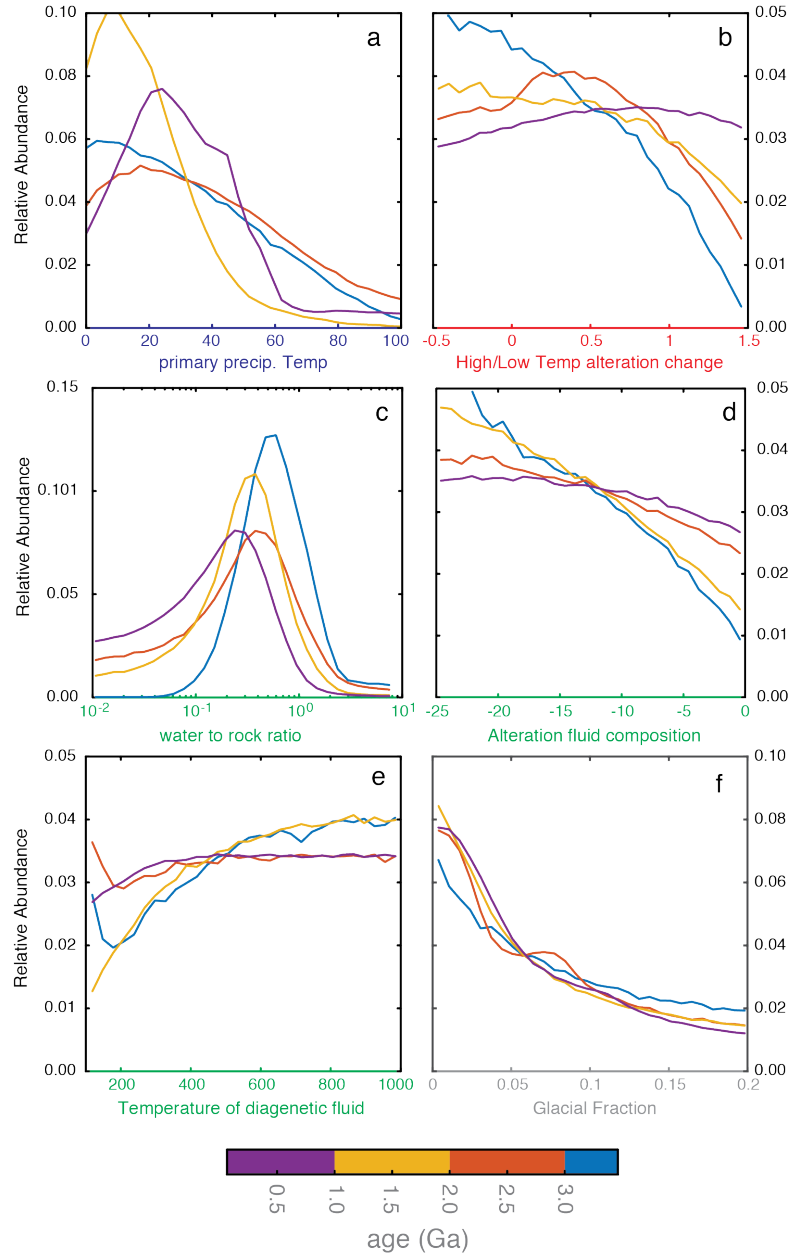 0.10
0.08
0.06
0.04
0.02
0.00
Relative Abundance
a
0 20 40 60 80 100
primary precip. Temp
b
0.05
0.04
0.03
0.02
0.01
0.00
-0.5 0 0.5 1 1.5
High/Low Temp alteration change
0.15
0.101
0.05
0.00
Relative Abundance
c
10-2 10-1 100 101
water to rock ratio
d
0.05
0.04
0.03
0.02
0.01
0.00
-25 -20 -15 -10 -5 0
Alteration fluid composition
0.05
0.04
0.03
0.02
0.01
0.00
Relative Abundance
e
200 400 600 800 1000
Temperature of diagenetic fluid
f
0.10
0.08
0.06
0.04
0.02
0.00
0 0.05 0.1 0.15 0.2
Glacial Fraction
0.5 1.0 1.5 2.0 2.5 3.0
age (Ga)